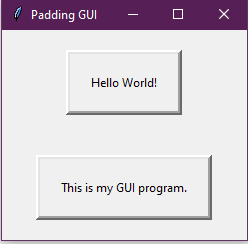 Padding GUI
Hello World!
This is my GUI program.